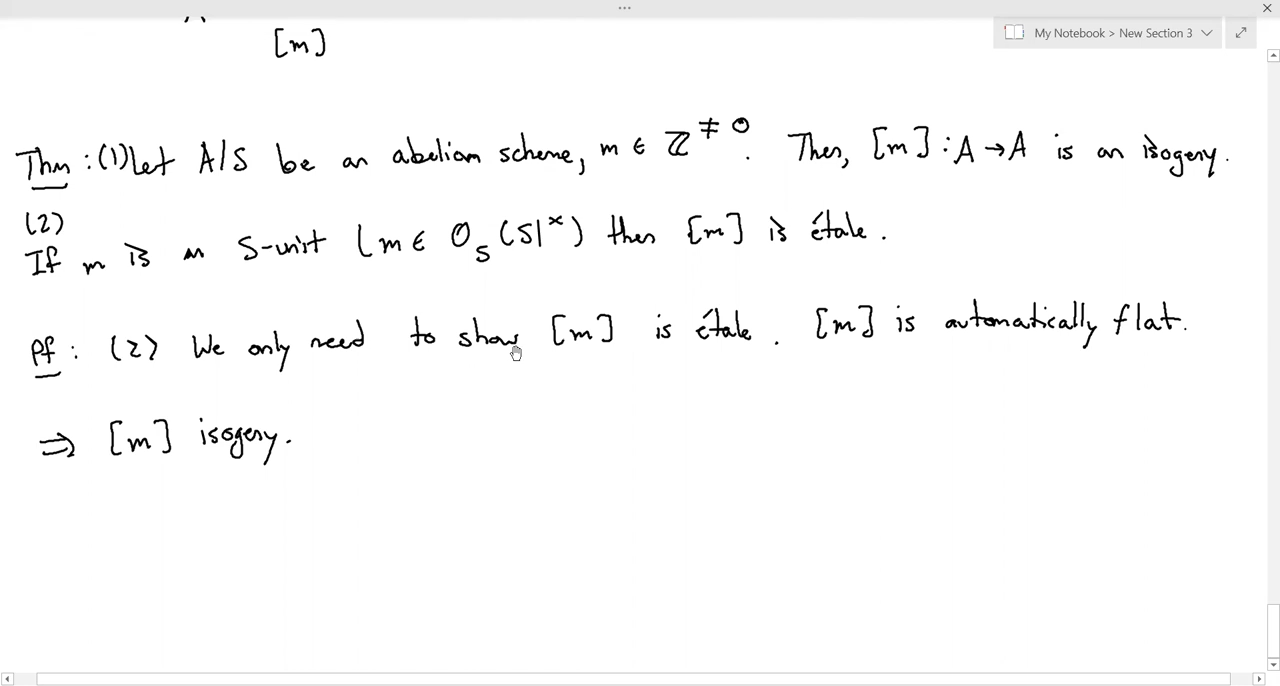 My Notebook > New Section 3
[m]
Thm : (1) Let A/S be an abelian scheme, m ∈ ℤ^{≠ 0}. Then, [m] : A → A is an isogeny.
(2)
If m is an S-unit (m ∈ O_S(S)^×) then [m] is étale.
Pf : (2) We only need to show [m] is étale. [m] is automatically flat.
⇒ [m] isogeny.